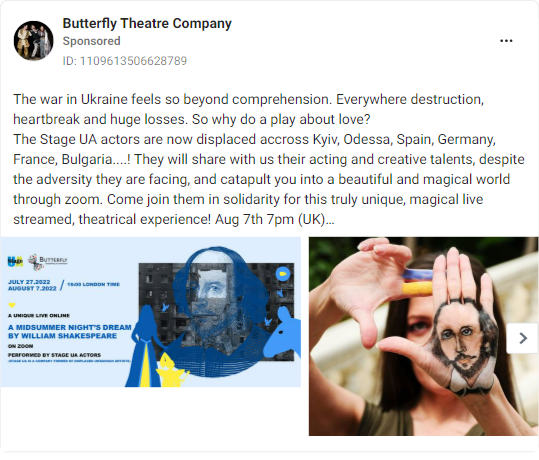 Butterfly Theatre Company
Sponsored
ID: 1109613506628789
The war in Ukraine feels so beyond comprehension. Everywhere destruction,
heartbreak and huge losses. So why do a play about love?
The Stage UA actors are now displaced accross Kyiv, Odessa, Spain, Germany,
France, Bulgaria....! They will share with us their acting and creative talents, despite
the adversity they are facing, and catapult you into a beautiful and magical world
through zoom. Come join them in solidarity for this truly unique, magical live
streamed, theatrical experience! Aug 7th 7pm (UK)...
BUTTERFLY
JULY 27.2022
AUGUST 7.2022 / 19:00 LONDON TIME
A UNIQUE LIVE ONLINE
A MIDSUMMER NIGHT'S DREAM
BY WILLIAM SHAKESPEARE
ON ZOOM
PERFORMED BY STAGE UA ACTORS